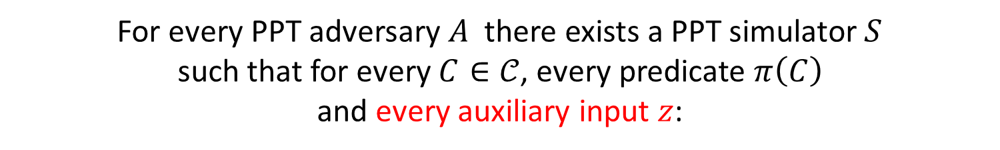 For every PPT adversary 𝐴 there exists a PPT simulator 𝑆
such that for every 𝐶 ∈ 𝒞, every predicate 𝜋(𝐶)
and every auxiliary input 𝑧: